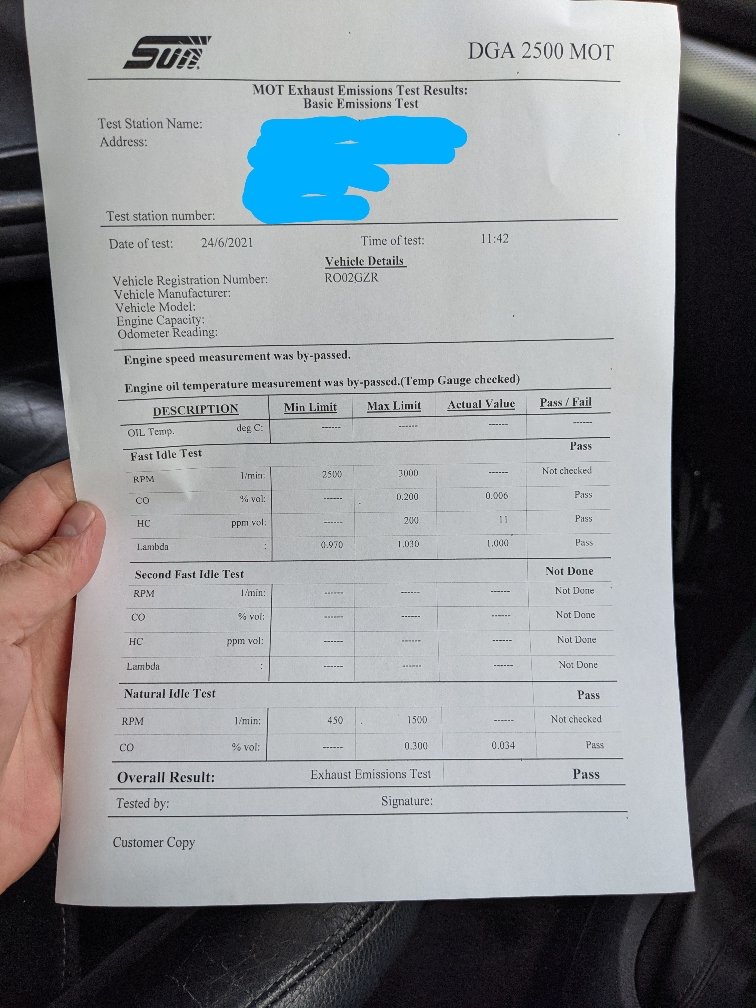 Sun
DGA 2500 MOT
MOT Exhaust Emissions Test Results:
Basic Emissions Test
Test Station Name:
Address:
Test station number:
Date of test: 24/6/2021 Time of test: 11:42
Vehicle Details
Vehicle Registration Number: RO02GZR
Vehicle Manufacturer:
Vehicle Model:
Engine Capacity:
Odometer Reading:
Engine speed measurement was by-passed.
Engine oil temperature measurement was by-passed.(Temp Gauge checked)
DESCRIPTION Min Limit Max Limit Actual Value Pass / Fail
OIL Temp. deg C: ------ ------ ------ ------
Fast Idle Test Pass
RPM 1/min: 2500 3000 ------ Not checked
CO % vol: ------ 0.200 0.006 Pass
HC ppm vol: ------ 200 11 Pass
Lambda : 0.970 1.030 1.000 Pass
Second Fast Idle Test Not Done
RPM 1/min: ------ ------ ------ Not Done
CO % vol: ------ ------ ------ Not Done
HC ppm vol: ------ ------ ------ Not Done
Lambda : ------ ------ ------ Not Done
Natural Idle Test Pass
RPM 1/min: 450 1500 ------ Not checked
CO % vol: ------ 0.300 0.034 Pass
Overall Result: Exhaust Emissions Test Pass
Tested by: Signature:
Customer Copy